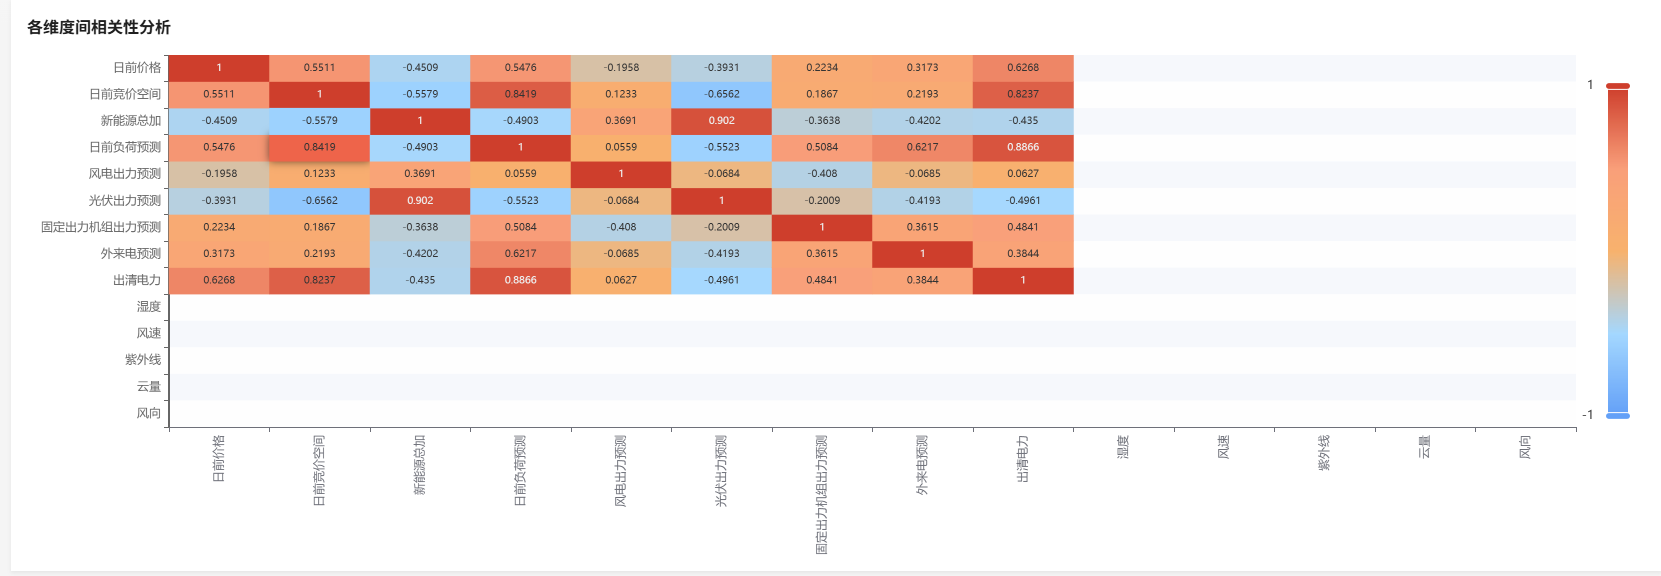 各维度间相关性分析
日前价格 1 0.5511 -0.4509 0.5476 -0.1958 -0.3931 0.2234 0.3173 0.6268
日前竞价空间 0.5511 1 -0.5579 0.8419 0.1233 -0.6562 0.1867 0.2193 0.8237
新能源总加 -0.4509 -0.5579 1 -0.4903 0.3691 0.902 -0.3638 -0.4202 -0.435
日前负荷预测 0.5476 0.8419 -0.4903 1 0.0559 -0.5523 0.5084 0.6217 0.8866
风电出力预测 -0.1958 0.1233 0.3691 0.0559 1 -0.0684 -0.408 -0.0685 0.0627
光伏出力预测 -0.3931 -0.6562 0.902 -0.5523 -0.0684 1 -0.2009 -0.4193 -0.4961
固定出力机组出力预测 0.2234 0.1867 -0.3638 0.5084 -0.408 -0.2009 1 0.3615 0.4841
外来电预测 0.3173 0.2193 -0.4202 0.6217 -0.0685 -0.4193 0.3615 1 0.3844
出清电力 0.6268 0.8237 -0.435 0.8866 0.0627 -0.4961 0.4841 0.3844 1
湿度
风速
紫外线
云量
风向
日前价格
日前竞价空间
新能源总加
日前负荷预测
风电出力预测
光伏出力预测
固定出力机组出力预测
外来电预测
出清电力
湿度
风速
紫外线
云量
风向
1
-1